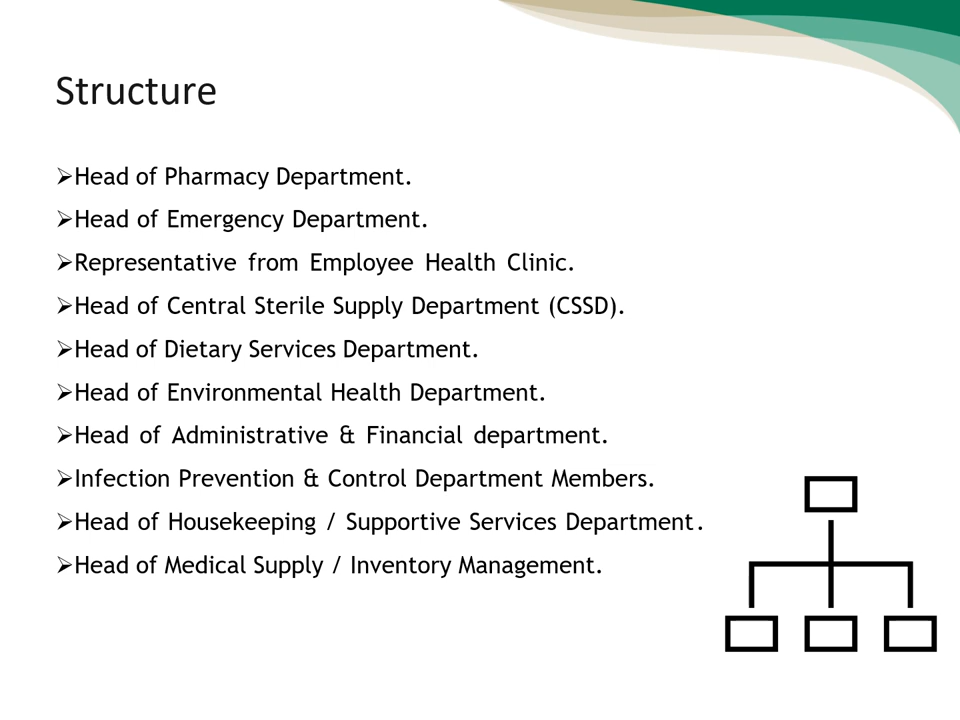 Structure
➢Head of Pharmacy Department.
➢Head of Emergency Department.
➢Representative from Employee Health Clinic.
➢Head of Central Sterile Supply Department (CSSD).
➢Head of Dietary Services Department.
➢Head of Environmental Health Department.
➢Head of Administrative & Financial department.
➢Infection Prevention & Control Department Members.
➢Head of Housekeeping / Supportive Services Department.
➢Head of Medical Supply / Inventory Management.